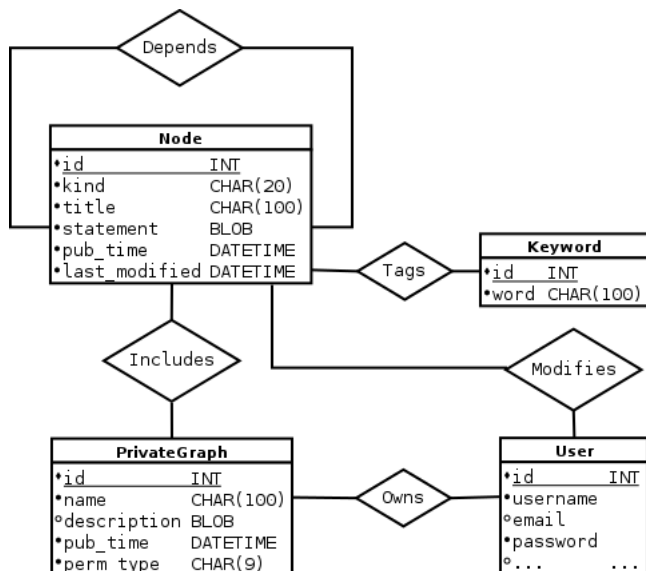 Depends
Node
id INT
kind CHAR(20)
title CHAR(100)
statement BLOB
pub_time DATETIME
last_modified DATETIME
Tags
Keyword
id INT
word CHAR(100)
Includes
Modifies
PrivateGraph
id INT
name CHAR(100)
description BLOB
pub_time DATETIME
perm_type CHAR(9)
Owns
User
id INT
username
email
password
... ...